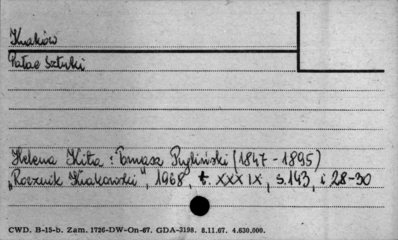 Kraków
Pałac Sztuki
Helena Kita: Tomasz Pryliński (1847-1895)
"Rocznik Krakowski", 1968, t. XXXIX, s.143, i 28-30
CWD. B-15-b. Zam. 1726-DW-On-67. GDA-3198. 8.11.67. 4.630.000.